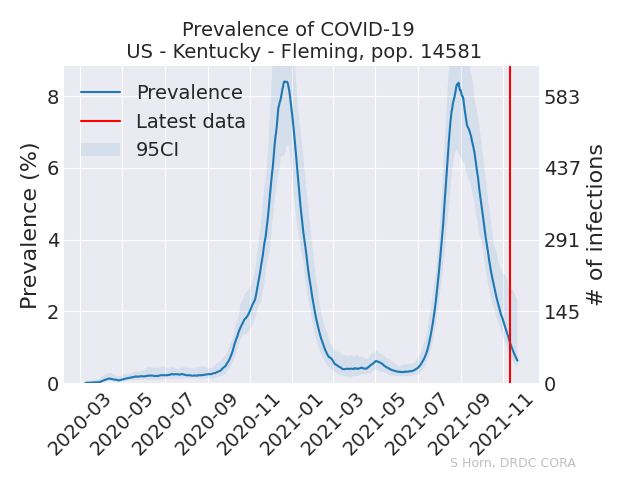 Prevalence of COVID-19
US - Kentucky - Fleming, pop. 14581
Prevalence
Latest data
95CI
Prevalence (%)
8
6
4
2
0
# of infections
583
437
291
145
0
2020-03
2020-05
2020-07
2020-09
2020-11
2021-01
2021-03
2021-05
2021-07
2021-09
2021-11
S Horn, DRDC CORA